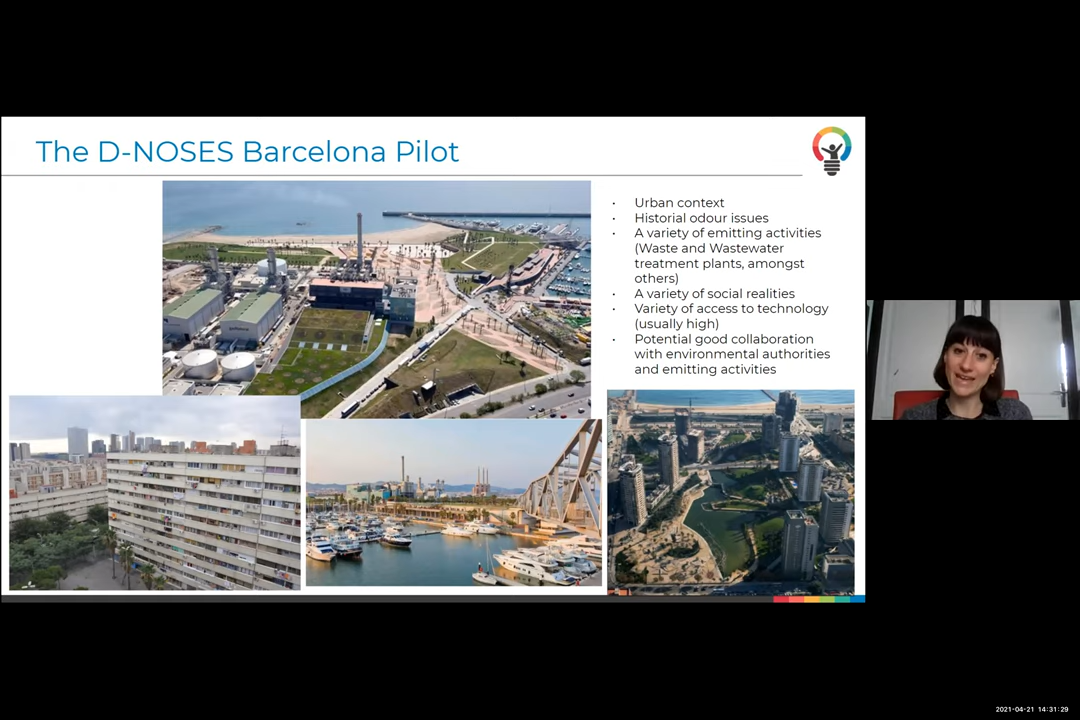 The D-NOSES Barcelona Pilot
• Urban context
• Historial odour issues
• A variety of emitting activities
(Waste and Wastewater
treatment plants, amongst
others)
• A variety of social realities
• Variety of access to technology
(usually high)
• Potential good collaboration
with environmental authorities
and emitting activities
2021-04-21 14:31:29